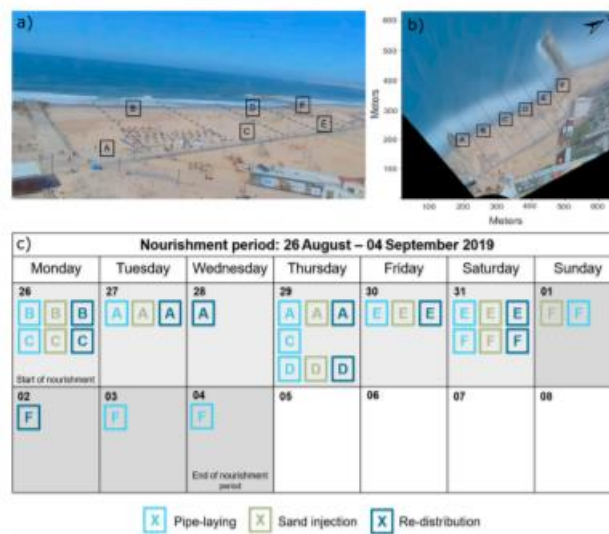 a)
B
D
F
A
C
E
b)
600
500
400
300
200
100
0
Meters
A
B
C
D
E
F
100 200 300 400 500 600
Meters
c) Nourishment period: 26 August – 04 September 2019
Monday Tuesday Wednesday Thursday Friday Saturday Sunday
26 27 28 29 30 31 01
B B B A A A A A A A E E E E E E F F
C C C C F F F
D D D
Start of nourishment
02 03 04 05 06 07 08
F F F
End of nourishment
period
X Pipe-laying X Sand injection X Re-distribution